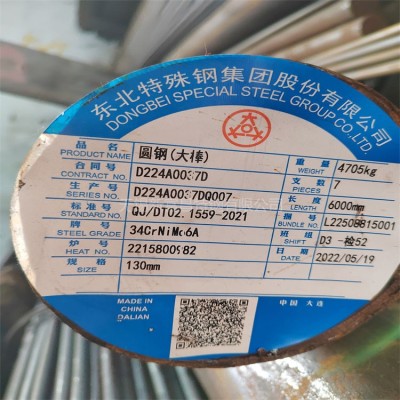 东北特殊钢集团股份有限公司
DONGBEI SPECIAL STEEL GROUP CO.,LTD.
品名 PRODUCT NAME 圆钢(大棒) 重量 WEIGHT 4705kg
合同号 CONTRACT NO. D224A0037D 支数 PIECES 7
生产号 SERIES NO. D224A0037DQ007 长度 LENGTH 6000mm
标准号 STANDARD NO. QJ/DT02.1559-2021 捆号 BUNDLE NO. L22508615001
牌号 STEEL GRADE 34CrNiMo6A 班组 SHIFT D3 一检52
炉号 HEAT NO. 2215800982 日期 DATE 2022/05/19
规格 SIZE 130mm
MADE IN CHINA DALIAN 中国 大连